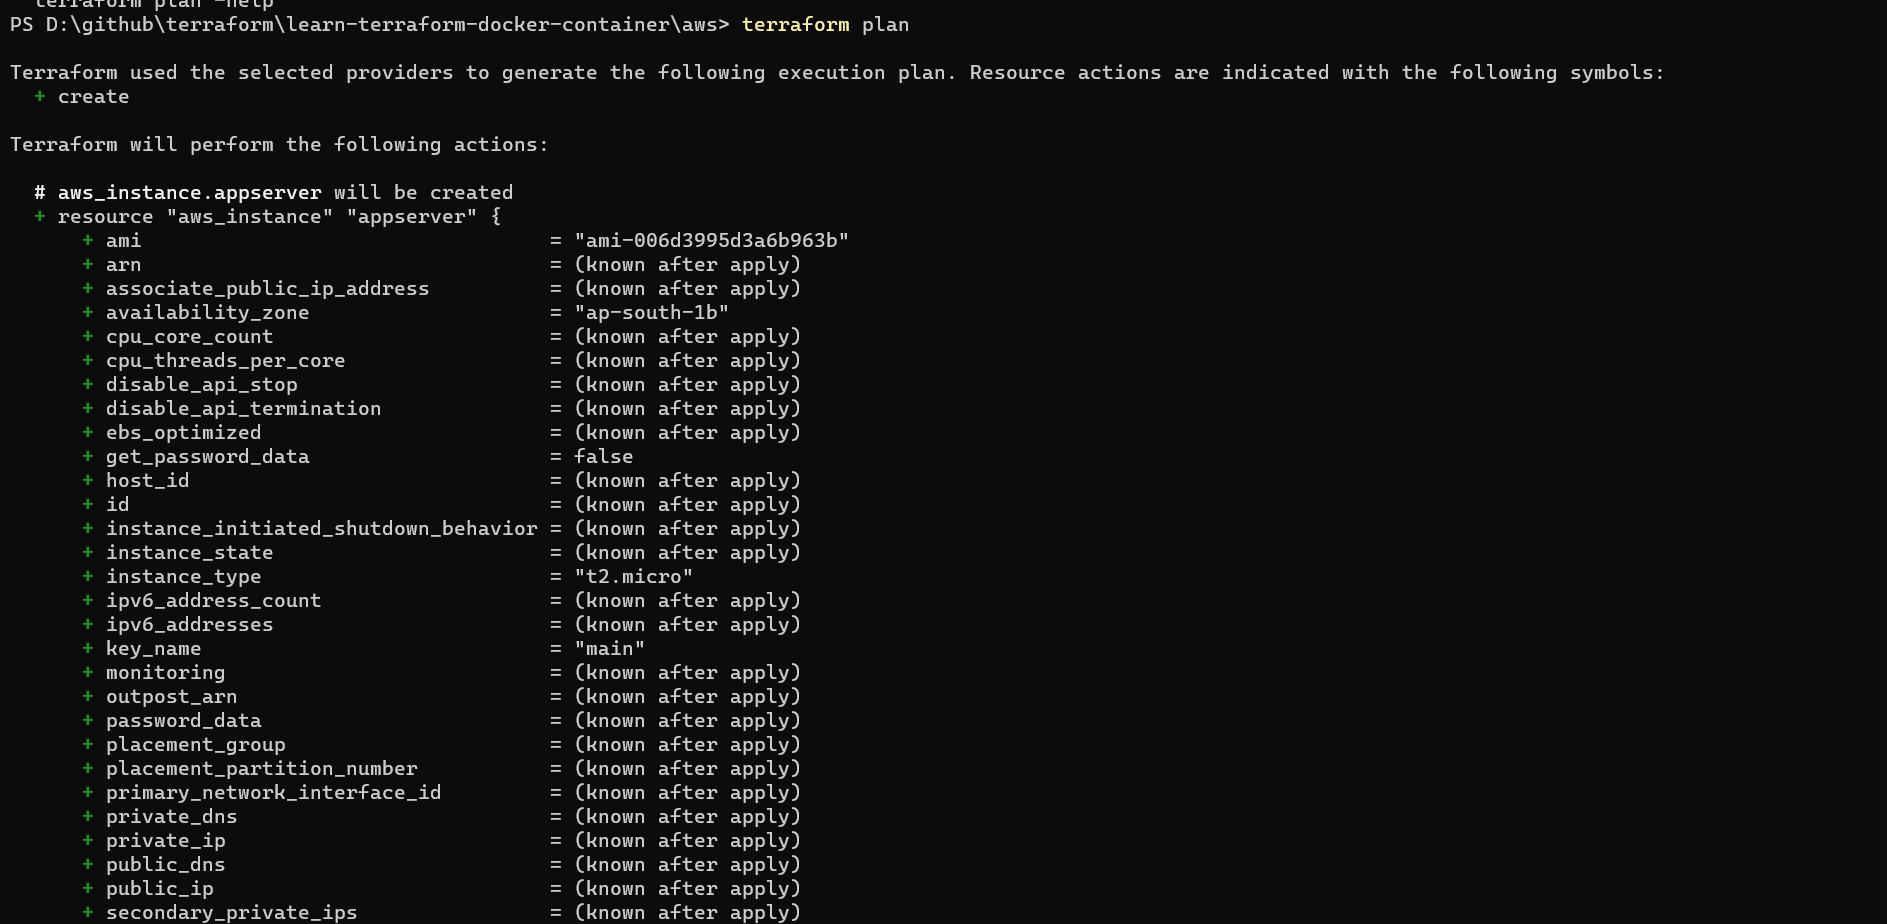 terraform plan -help
PS D:\github\terraform\learn-terraform-docker-container\aws> terraform plan
Terraform used the selected providers to generate the following execution plan. Resource actions are indicated with the following symbols:
+ create
Terraform will perform the following actions:
# aws_instance.appserver will be created
+ resource "aws_instance" "appserver" {
+ ami = "ami-006d3995d3a6b963b"
+ arn = (known after apply)
+ associate_public_ip_address = (known after apply)
+ availability_zone = "ap-south-1b"
+ cpu_core_count = (known after apply)
+ cpu_threads_per_core = (known after apply)
+ disable_api_stop = (known after apply)
+ disable_api_termination = (known after apply)
+ ebs_optimized = (known after apply)
+ get_password_data = false
+ host_id = (known after apply)
+ id = (known after apply)
+ instance_initiated_shutdown_behavior = (known after apply)
+ instance_state = (known after apply)
+ instance_type = "t2.micro"
+ ipv6_address_count = (known after apply)
+ ipv6_addresses = (known after apply)
+ key_name = "main"
+ monitoring = (known after apply)
+ outpost_arn = (known after apply)
+ password_data = (known after apply)
+ placement_group = (known after apply)
+ placement_partition_number = (known after apply)
+ primary_network_interface_id = (known after apply)
+ private_dns = (known after apply)
+ private_ip = (known after apply)
+ public_dns = (known after apply)
+ public_ip = (known after apply)
+ secondary_private_ips = (known after apply)